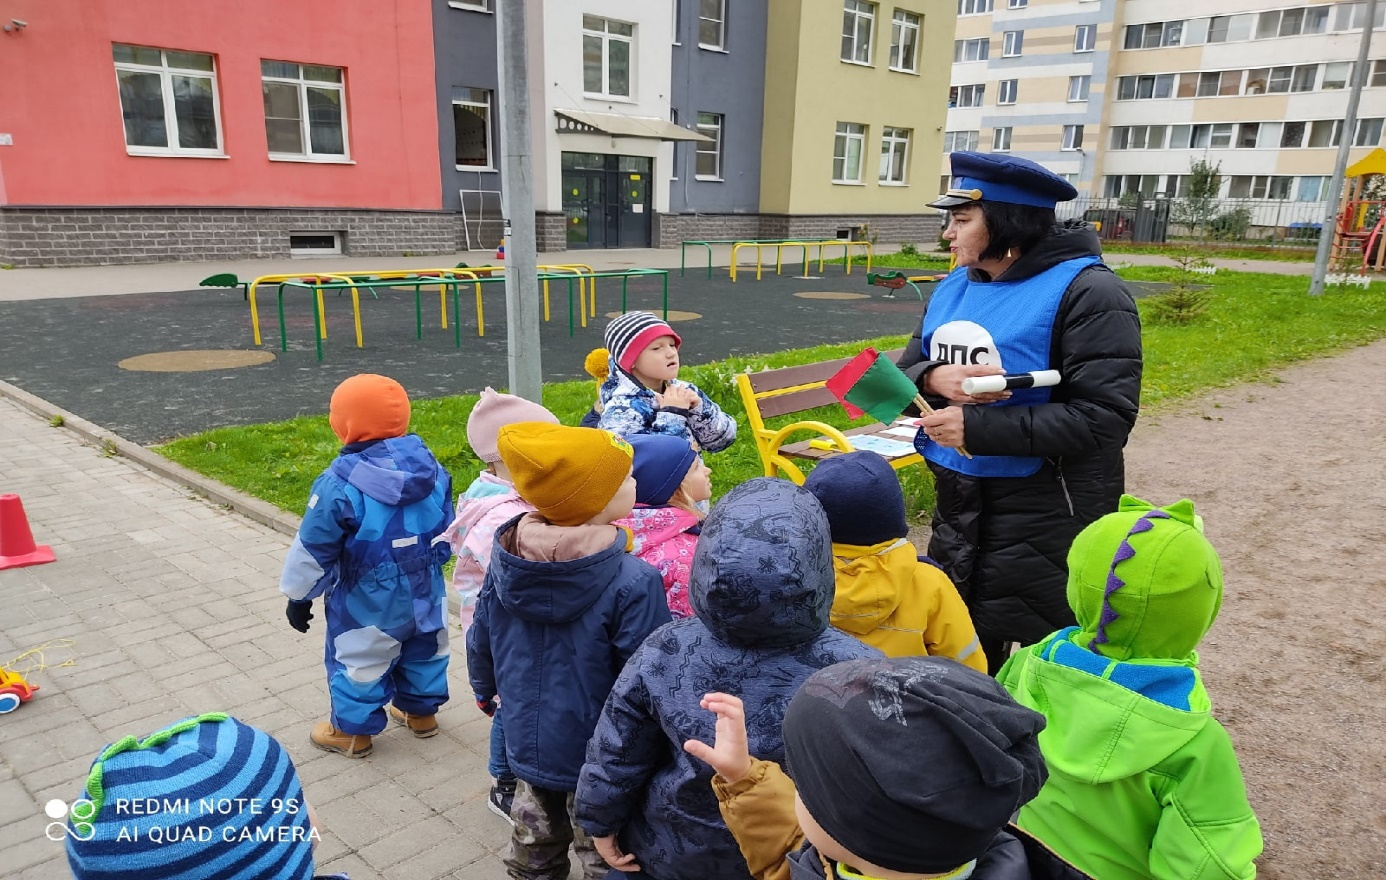 ДПС
REDMI NOTE 9S
AI QUAD CAMERA